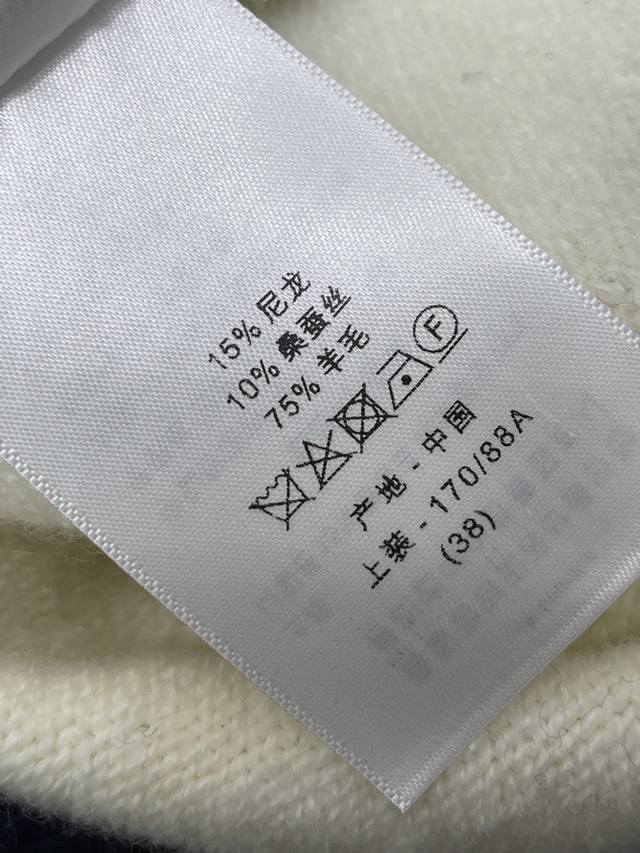 15% 尼龙
10% 桑蚕丝
75% 羊毛
F
产地 - 中国
上装 - 170/88A
(38)